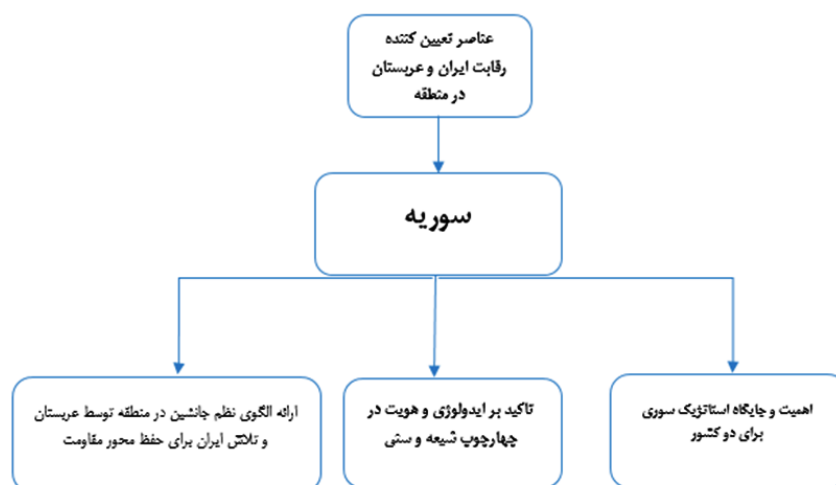 عناصر تعیین کننده
رقابت ایران و عربستان
در منطقه
سوریه
اهمیت و جایگاه استاتژیک سوری
برای دو کشور
تاکید بر ایدولوژی و هویت در
چهارچوب شیعه و سنی
ارائه الگوی نظم جانشین در منطقه توسط عربستان
و تلاش ایران برای حفظ محور مقاومت